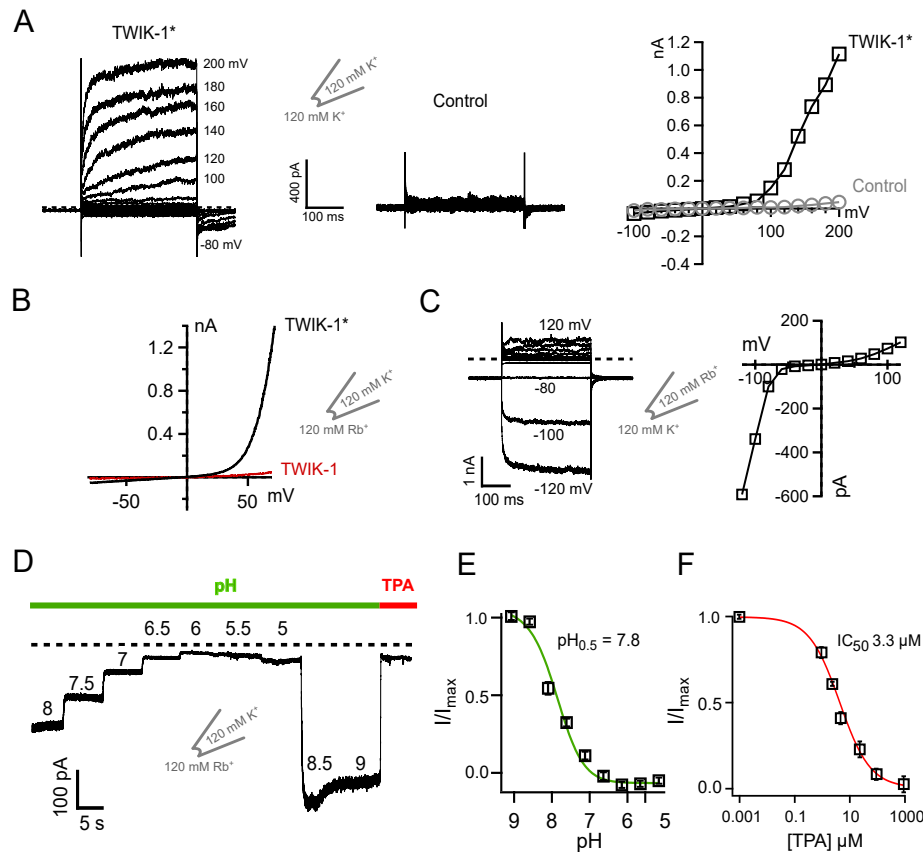 A
TWIK-1*
200 mV
180
160
140
120
100
-80 mV
120 mM K+
120 mM K+
400 pA
100 ms
Control
nA
TWIK-1*
1.2
1.0
0.8
0.6
0.4
0.2
0.0
-0.2
-0.4
Control
mV
-100
100
200
B
nA
TWIK-1*
1.2
0.4
TWIK-1
-50
50
mV
120 mM K+
120 mM Rb+
C
120 mV
-80
-100
-120mV
1 nA
100 ms
120 mM Rb+
120 mM K+
200
mV
-100
100
-200
-400
-600
pA
D
pH
TPA
8
7.5
7
6.5
6
5.5
5
8.5
9
120 mM K+
120 mM Rb+
100 pA
5 s
E
1.0
0.5
0.0
I/Imax
pH0.5 = 7.8
9
8
7
6
5
pH
F
1.0
0.5
0.0
I/Imax
IC50 3.3 µM
0.001
0.1
10
1000
[TPA] µM